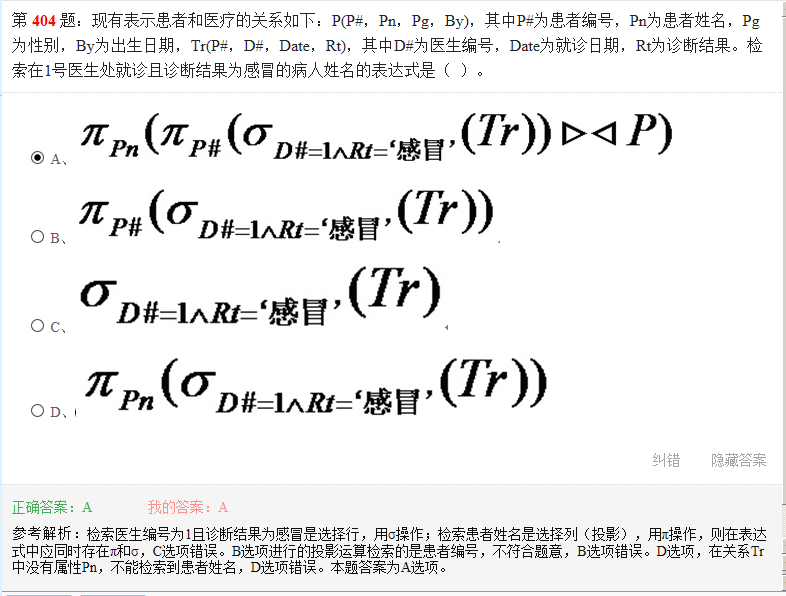 第 404 题：现有表示患者和医疗的关系如下：P(P#，Pn，Pg，By)，其中P#为患者编号，Pn为患者姓名，Pg
为性别，By为出生日期，Tr(P#，D#，Date，Rt)，其中D#为医生编号，Date为就诊日期，Rt为诊断结果。检
索在1号医生处就诊且诊断结果为感冒的病人姓名的表达式是（ ）。
A、 πPn(πP#(σD#=1∧Rt=‘感冒’(Tr))▷◁P)
B、 πP#(σD#=1∧Rt=‘感冒’(Tr))
C、 σD#=1∧Rt=‘感冒’(Tr)
D、 πPn(σD#=1∧Rt=‘感冒’(Tr))
纠错 隐藏答案
正确答案：A 我的答案：A
参考解析：检索医生编号为1且诊断结果为感冒是选择行，用σ操作；检索患者姓名是选择列（投影），用π操作，则在表达
式中应同时存在π和σ，C选项错误。B选项进行的投影运算检索的是患者编号，不符合题意，B选项错误。D选项，在关系Tr
中没有属性Pn，不能检索到患者姓名，D选项错误。本题答案为A选项。